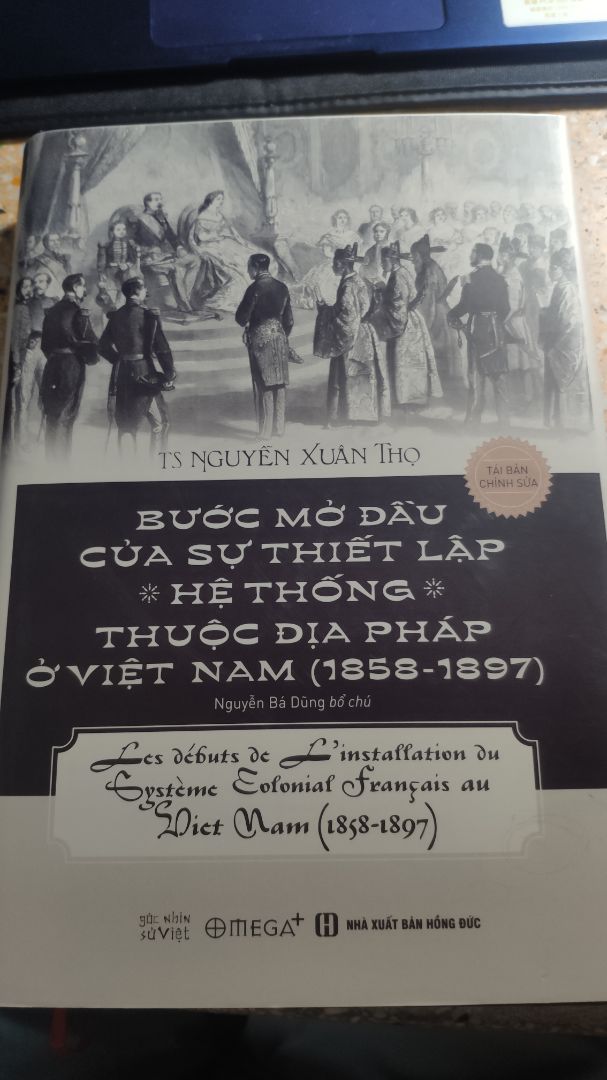 TS NGUYỄN XUÂN THỌ
TÁI BẢN
CHỈNH SỬA
BƯỚC MỞ ĐẦU
CỦA SỰ THIẾT LẬP
HỆ THỐNG
THUỘC ĐỊA PHÁP
Ở VIỆT NAM (1858-1897)
Nguyễn Bá Dũng bổ chú
Les débuts de L'installation du
Système Colonial Français au
Viet Nam (1858-1897)
góc nhìn
sử việt
OMEGA+
H
NHÀ XUẤT BẢN HỒNG ĐỨC